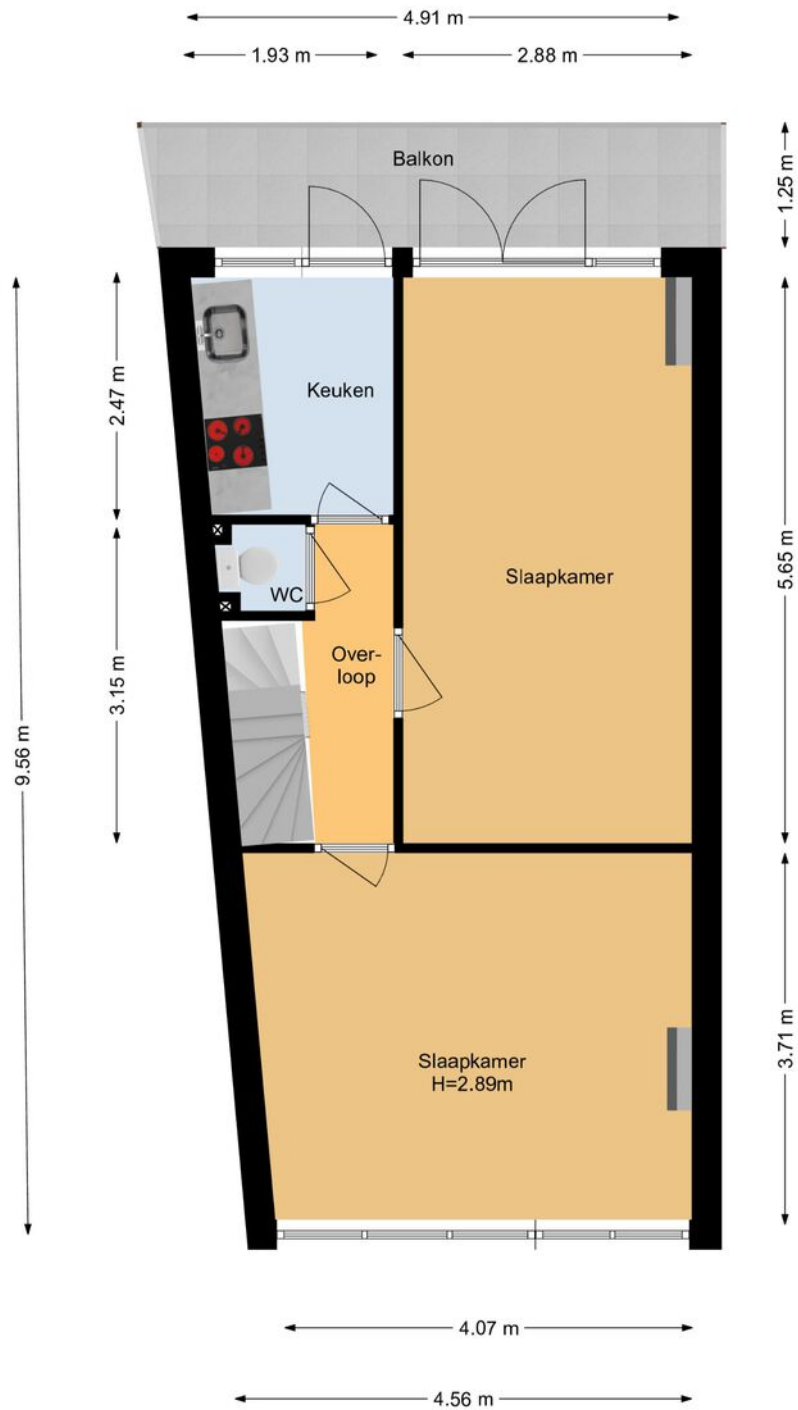 4.91 m
1.93 m
2.88 m
Balkon
1.25 m
Keuken
2.47 m
WC
Slaapkamer
5.65 m
Over-
loop
3.15 m
9.56 m
Slaapkamer
H=2.89m
3.71 m
4.07 m
4.56 m